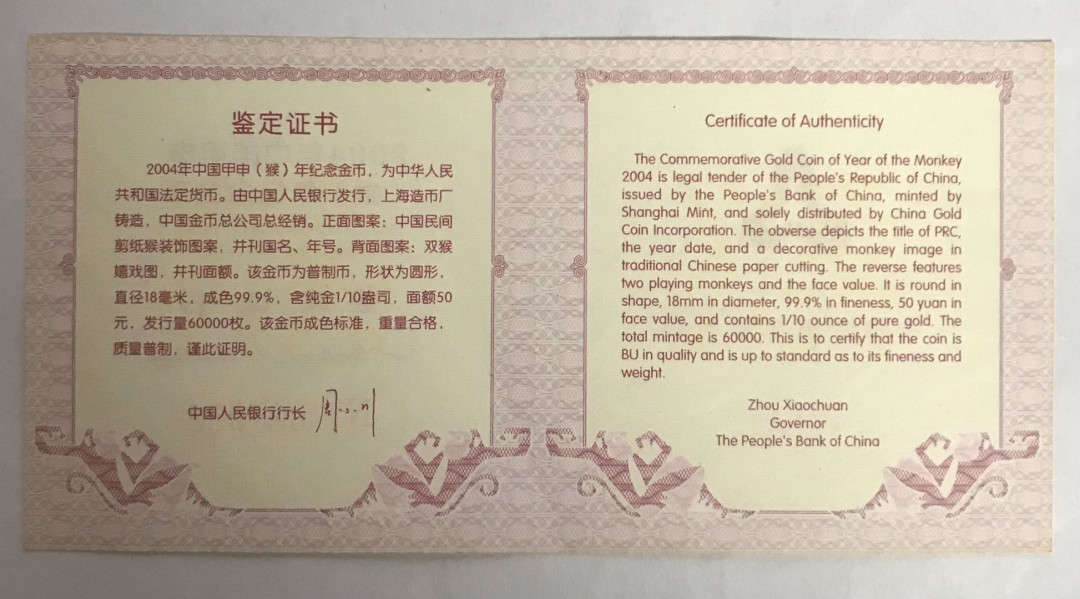 鉴定证书
2004年中国甲申（猴）年纪念金币，为中华人民
共和国法定货币。由中国人民银行发行，上海造币厂
铸造，中国金币总公司总经销。正面图案：中国民间
剪纸猴装饰图案，并刊国名、年号。背面图案：双猴
嬉戏图，并刊面额。该金币为普制币，形状为圆形，
直径18毫米，成色99.9%，含纯金1/10盎司，面额50
元，发行量60000枚。该金币成色标准，重量合格，
质量普制，谨此证明。
中国人民银行行长 周小川
Certificate of Authenticity
The Commemorative Gold Coin of Year of the Monkey
2004 is legal tender of the People's Republic of China,
issued by the People's Bank of China, minted by
Shanghai Mint, and solely distributed by China Gold
Coin Incorporation. The obverse depicts the title of PRC,
the year date, and a decorative monkey image in
traditional Chinese paper cutting. The reverse features
two playing monkeys and the face value. It is round in
shape, 18mm in diameter, 99.9% in fineness, 50 yuan in
face value, and contains 1/10 ounce of pure gold. The
total mintage is 60000. This is to certify that the coin is
BU in quality and is up to standard as to its fineness and
weight.
Zhou Xiaochuan
Governor
The People's Bank of China